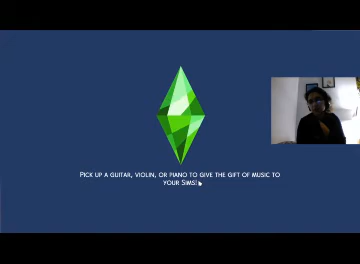 PICK UP A GUITAR, VIOLIN, OR PIANO TO GIVE THE GIFT OF MUSIC TO
YOUR SIMS!